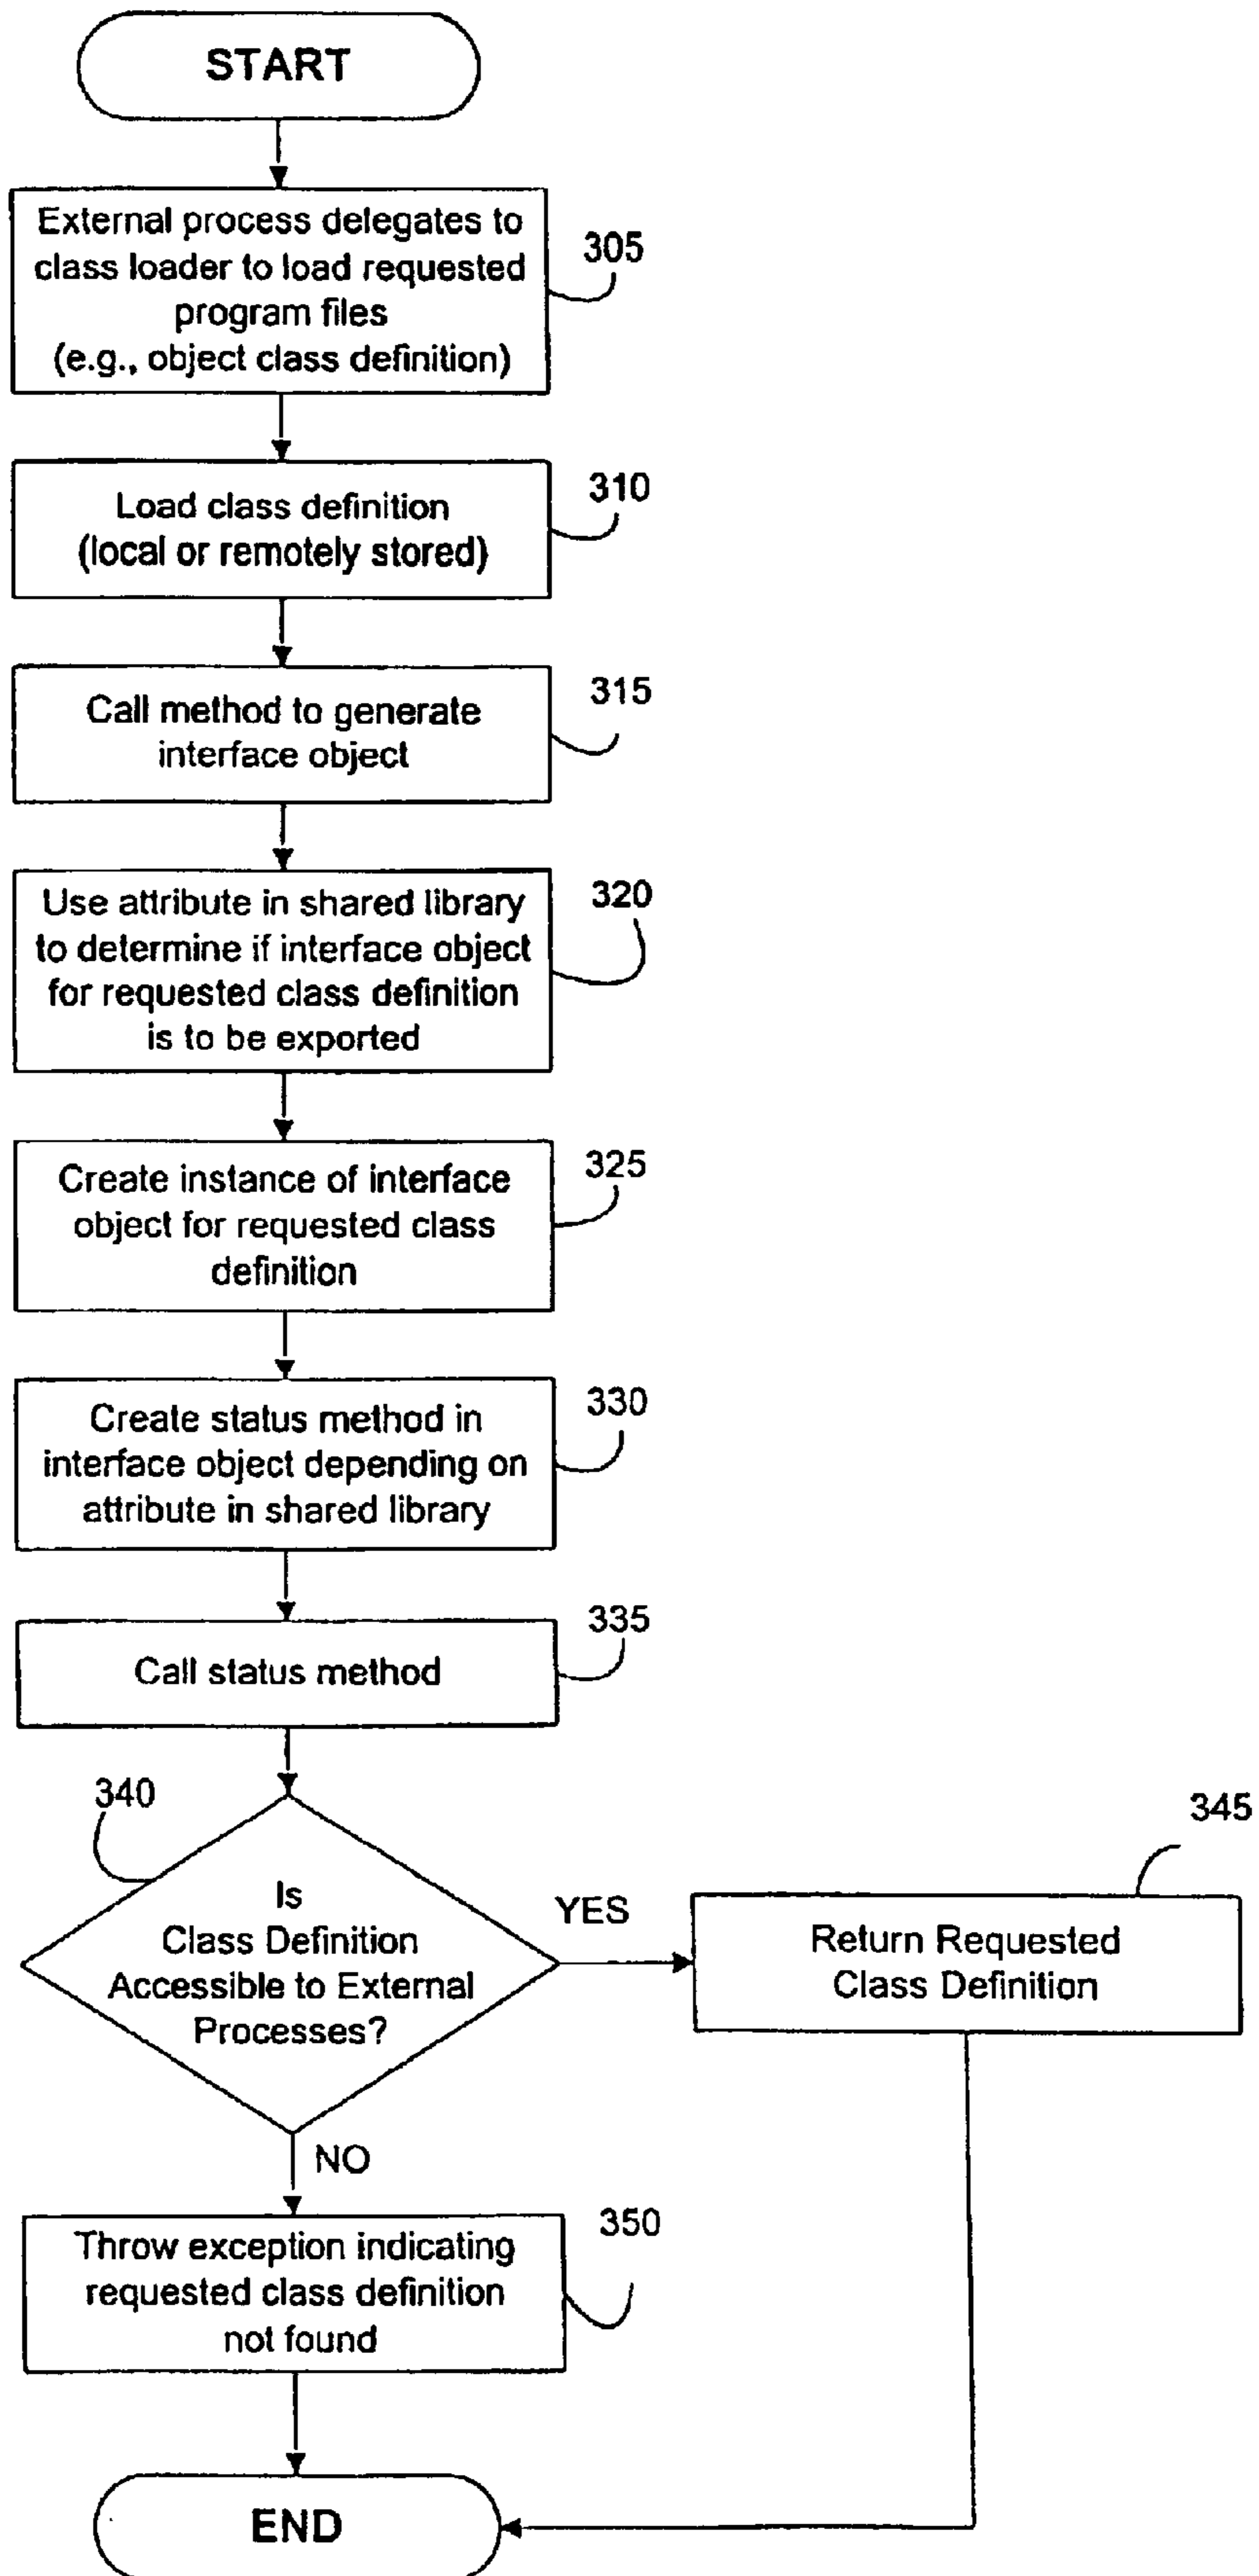 START
External process delegates to
class loader to load requested
program files
(e.g., object class definition)
305
Load class definition
(local or remotely stored)
310
Call method to generate
interface object
315
Use attribute in shared library
to determine if interface object
for requested class definition
is to be exported
320
Create instance of interface
object for requested class
definition
325
Create status method in
interface object depending on
attribute in shared library
330
Call status method
335
340
Is
Class Definition
Accessible to External
Processes?
YES
345
Return Requested
Class Definition
NO
Throw exception indicating
requested class definition
not found
350
END